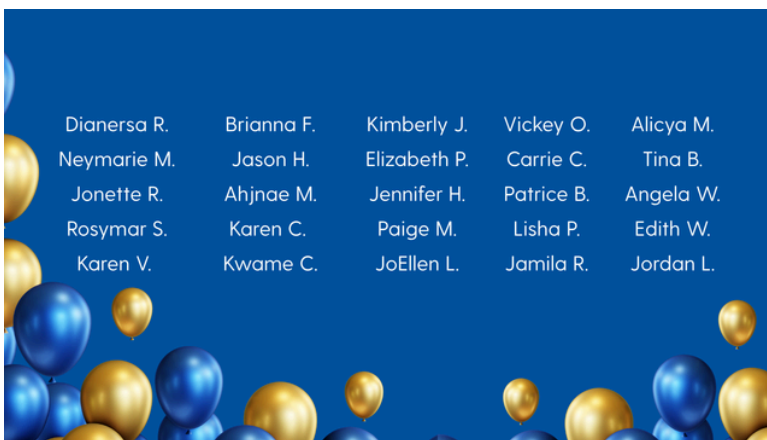 Dianersa R. Brianna F. Kimberly J. Vickey O. Alicya M.
Neymarie M. Jason H. Elizabeth P. Carrie C. Tina B.
Jonette R. Ahjnae M. Jennifer H. Patrice B. Angela W.
Rosymar S. Karen C. Paige M. Lisha P. Edith W.
Karen V. Kwame C. JoEllen L. Jamila R. Jordan L.